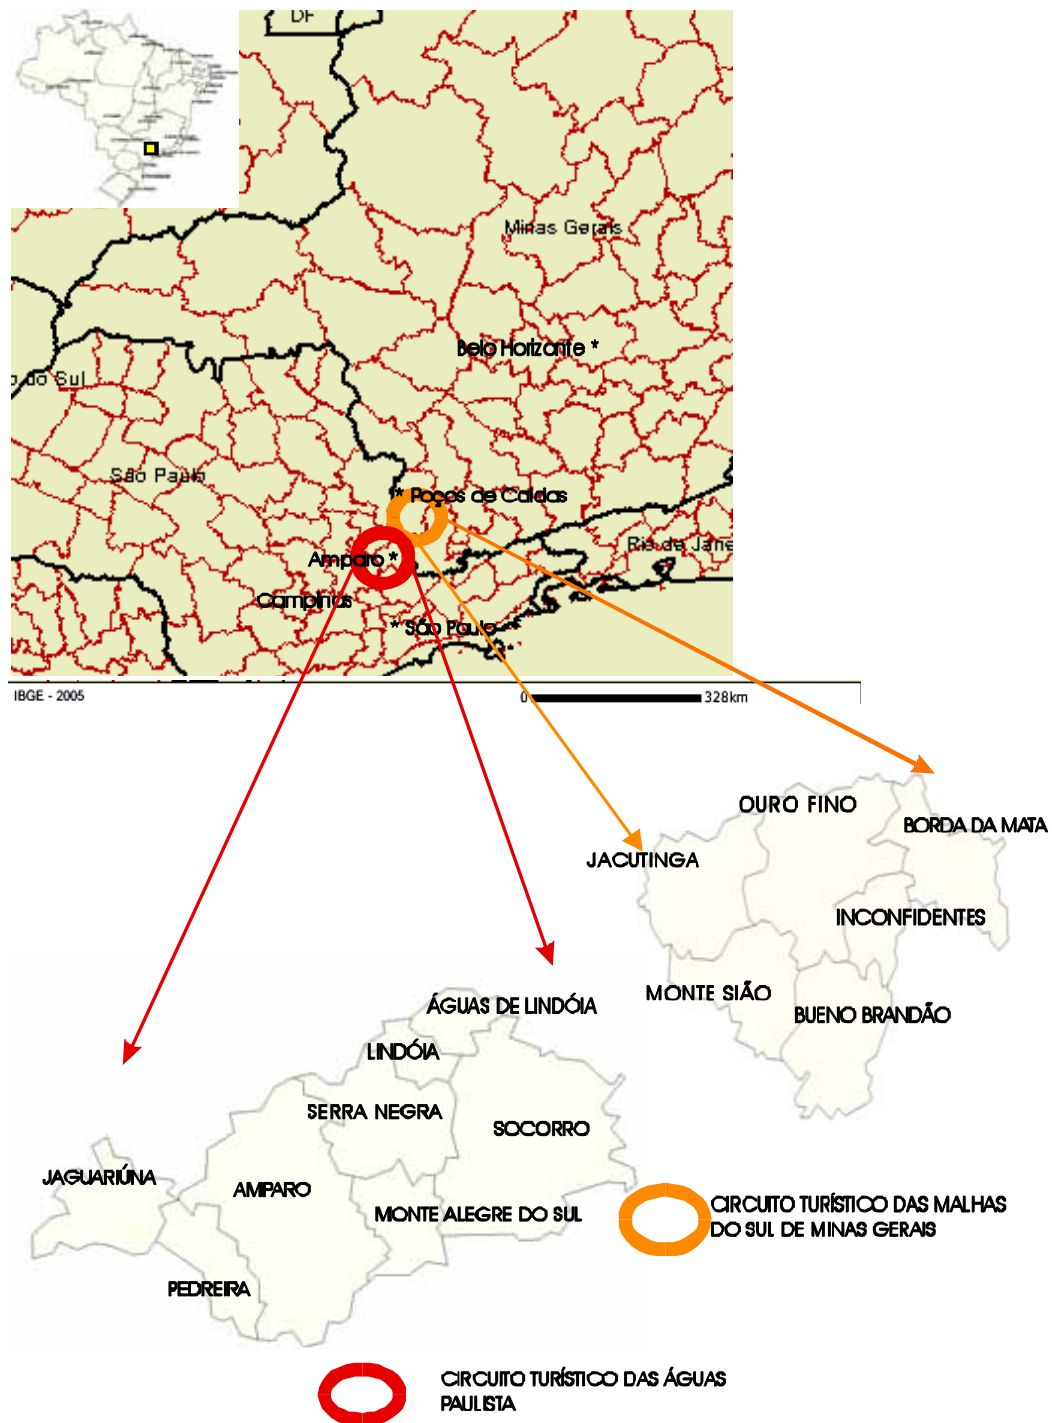 DF
Minas Gerais
Belo Horizonte *
o do Sul
São Paulo
* Poços de Caldas
Rio de Jane
Amparo *
Campinas
* São Paulo
IBGE - 2005
0
328km
OURO FINO
BORDA DA MATA
JACUTINGA
INCONFIDENTES
MONTE SIÃO
BUENO BRANDÃO
ÁGUAS DE LINDÓIA
LINDÓIA
SERRA NEGRA
SOCORRO
JAGUARIÚNA
AMPARO
MONTE ALEGRE DO SUL
PEDREIRA
CIRCUITO TURÍSTICO DAS MALHAS
DO SUL DE MINAS GERAIS
CIRCUITO TURÍSTICO DAS ÁGUAS
PAULISTA